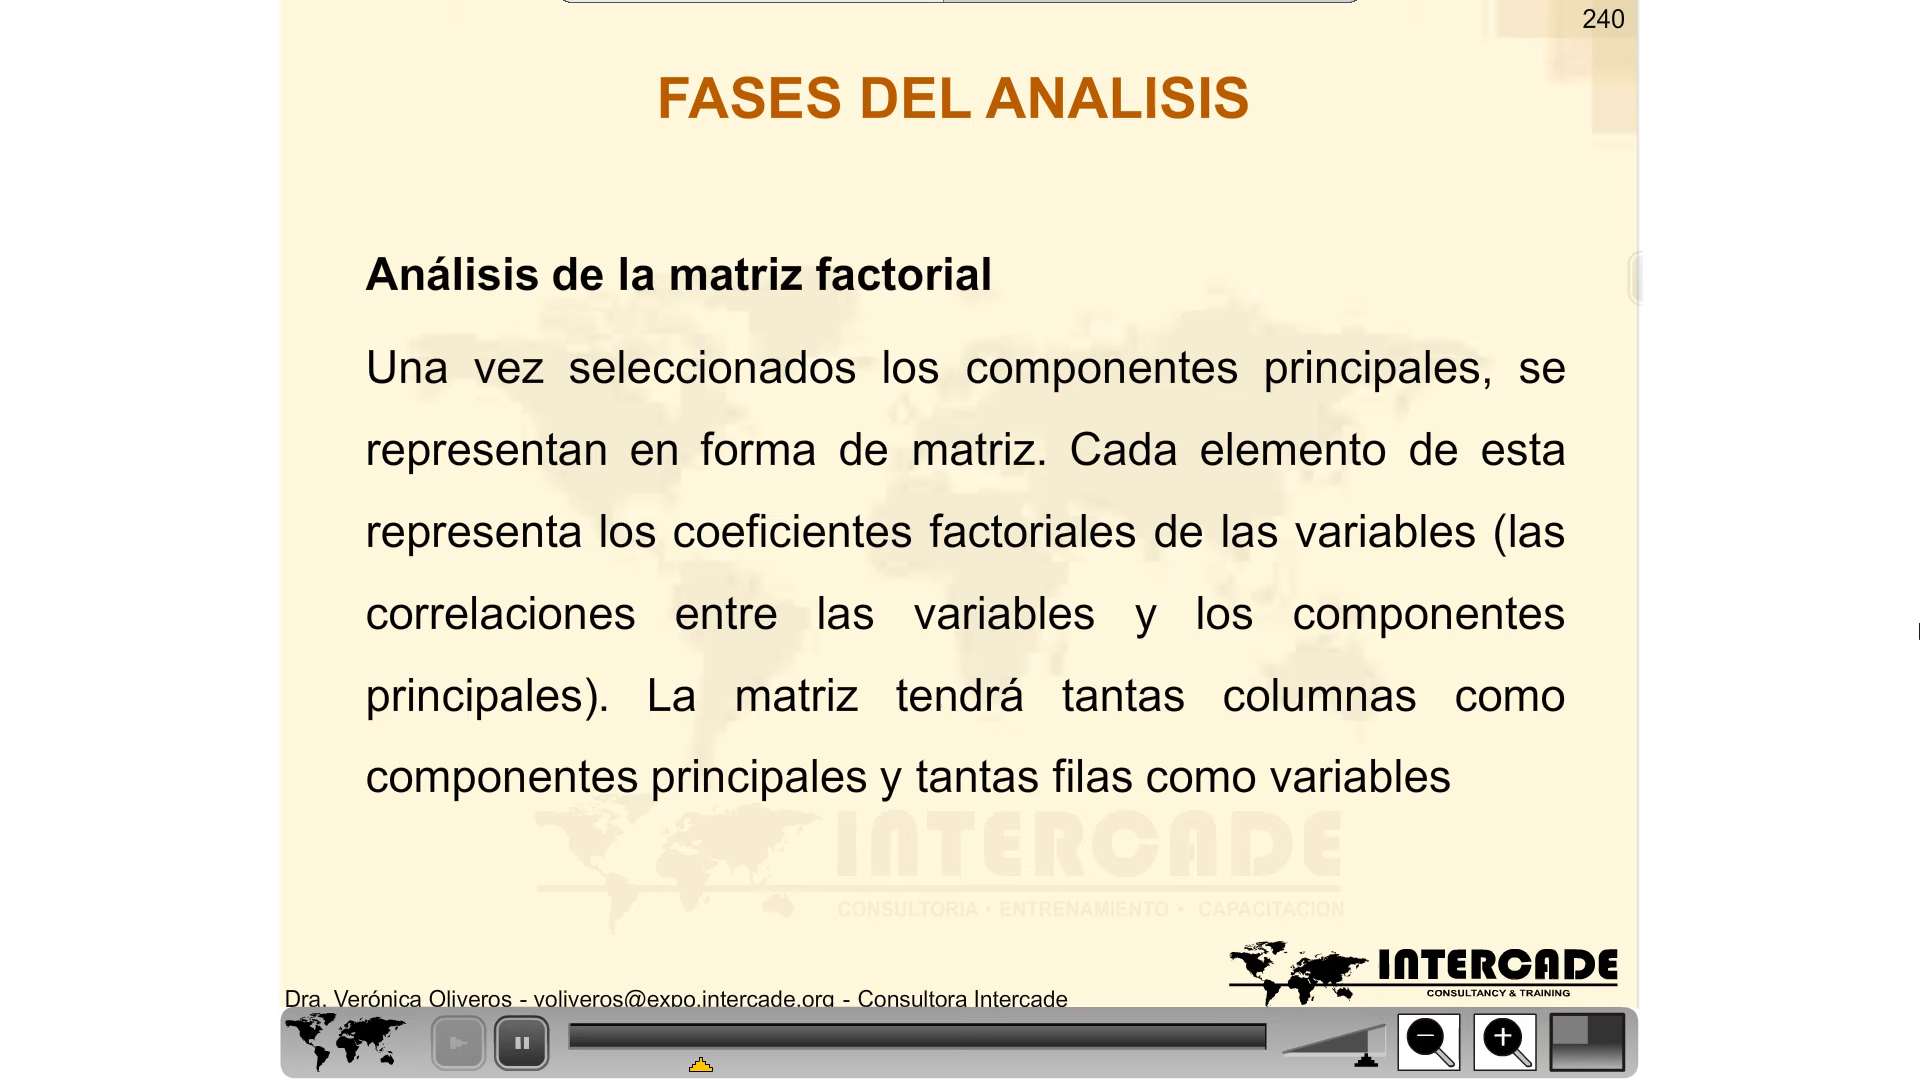 240
FASES DEL ANALISIS
Análisis de la matriz factorial
Una vez seleccionados los componentes principales, se
representan en forma de matriz. Cada elemento de esta
representa los coeficientes factoriales de las variables (las
correlaciones entre las variables y los componentes
principales). La matriz tendrá tantas columnas como
componentes principales y tantas filas como variables
INTERCADE
CONSULTORIA • ENTRENAMIENTO • CAPACITACION
INTERCADE
CONSULTANCY & TRAINING
Dra. Verónica Oliveros - voliveros@expo.intercade.org - Consultora Intercade